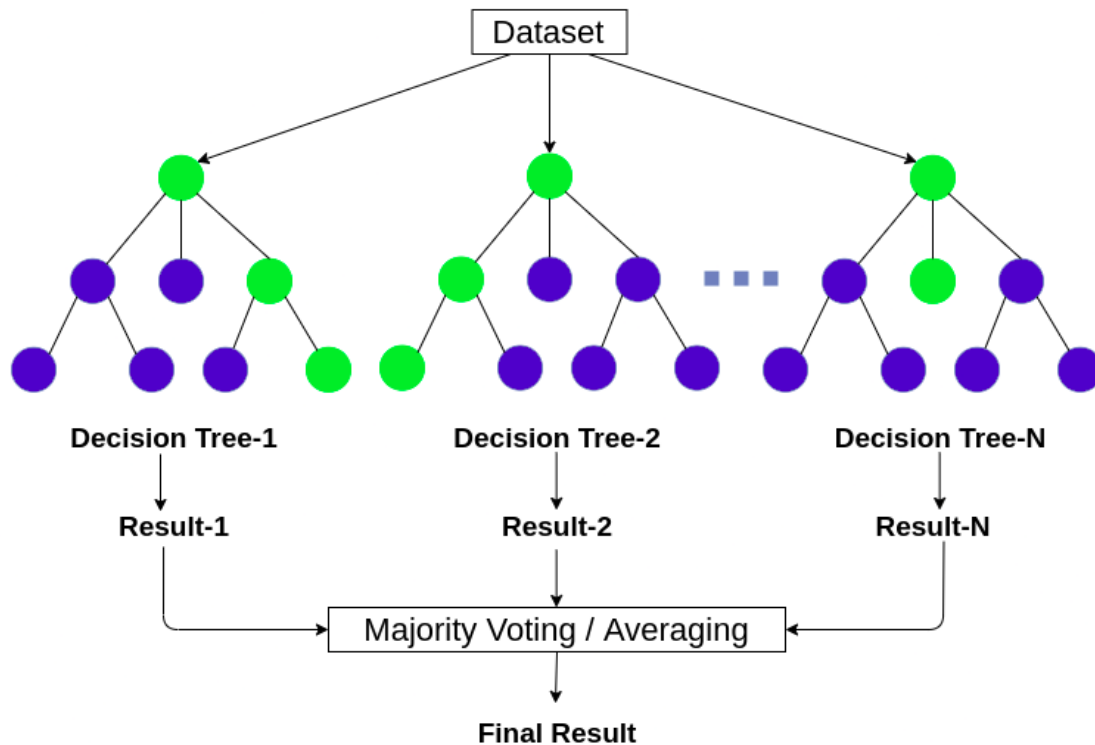 Dataset
Decision Tree-1
Decision Tree-2
Decision Tree-N
Result-1
Result-2
Result-N
Majority Voting / Averaging
Final Result